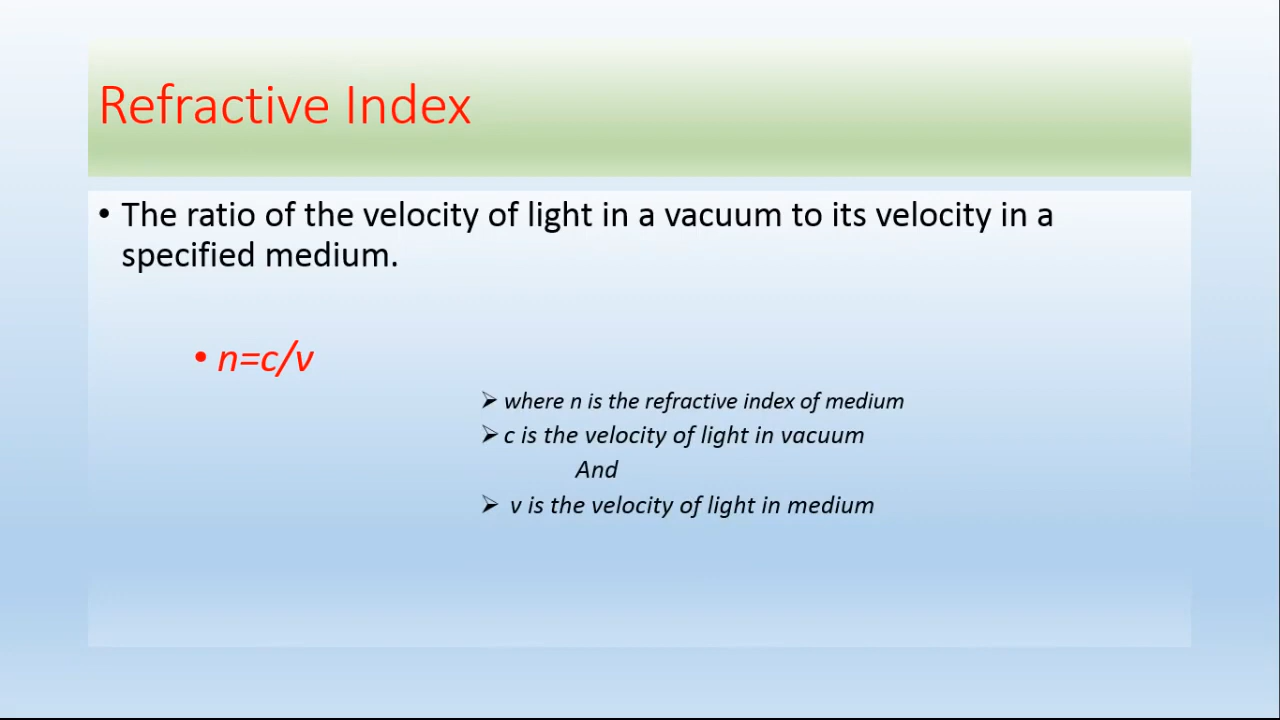 Refractive Index
• The ratio of the velocity of light in a vacuum to its velocity in a
specified medium.
• n=c/v
➢ where n is the refractive index of medium
➢ c is the velocity of light in vacuum
And
➢ v is the velocity of light in medium